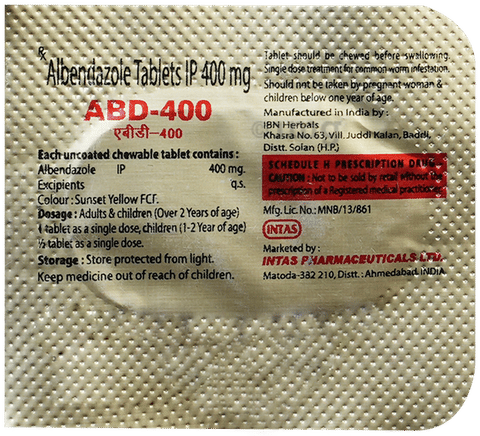 Rx
Albendazole Tablets IP 400 mg
ABD-400
एबीडी-400
Each uncoated chewable tablet contains :
Albendazole IP 400 mg.
Excipients q.s.
Colour : Sunset Yellow FCF.
Dosage : Adults & children (Over 2 Years of age)
1 tablet as a single dose, children (1-2 Year of age)
½ tablet as a single dose.
Storage : Store protected from light.
Keep medicine out of reach of children.
Tablet should be chewed before swallowing.
Single dose treatment for common worm infestation.
Should not be taken by pregnant woman &
children below one year of age.
Manufactured in India by :
IBN Herbals
Khasra No. 63, Vill. Juddi Kalan, Baddi,
Distt. Solan (H.P.)
SCHEDULE H PRESCRIPTION DRUG
CAUTION : Not to be sold by retail without the
prescription of a Registered medical practitioner.
Mfg. Lic. No.: MNB/13/861
INTAS
Marketed by :
INTAS PHARMACEUTICALS LTD.
Matoda-382 210, Distt. : Ahmedabad. INDIA.